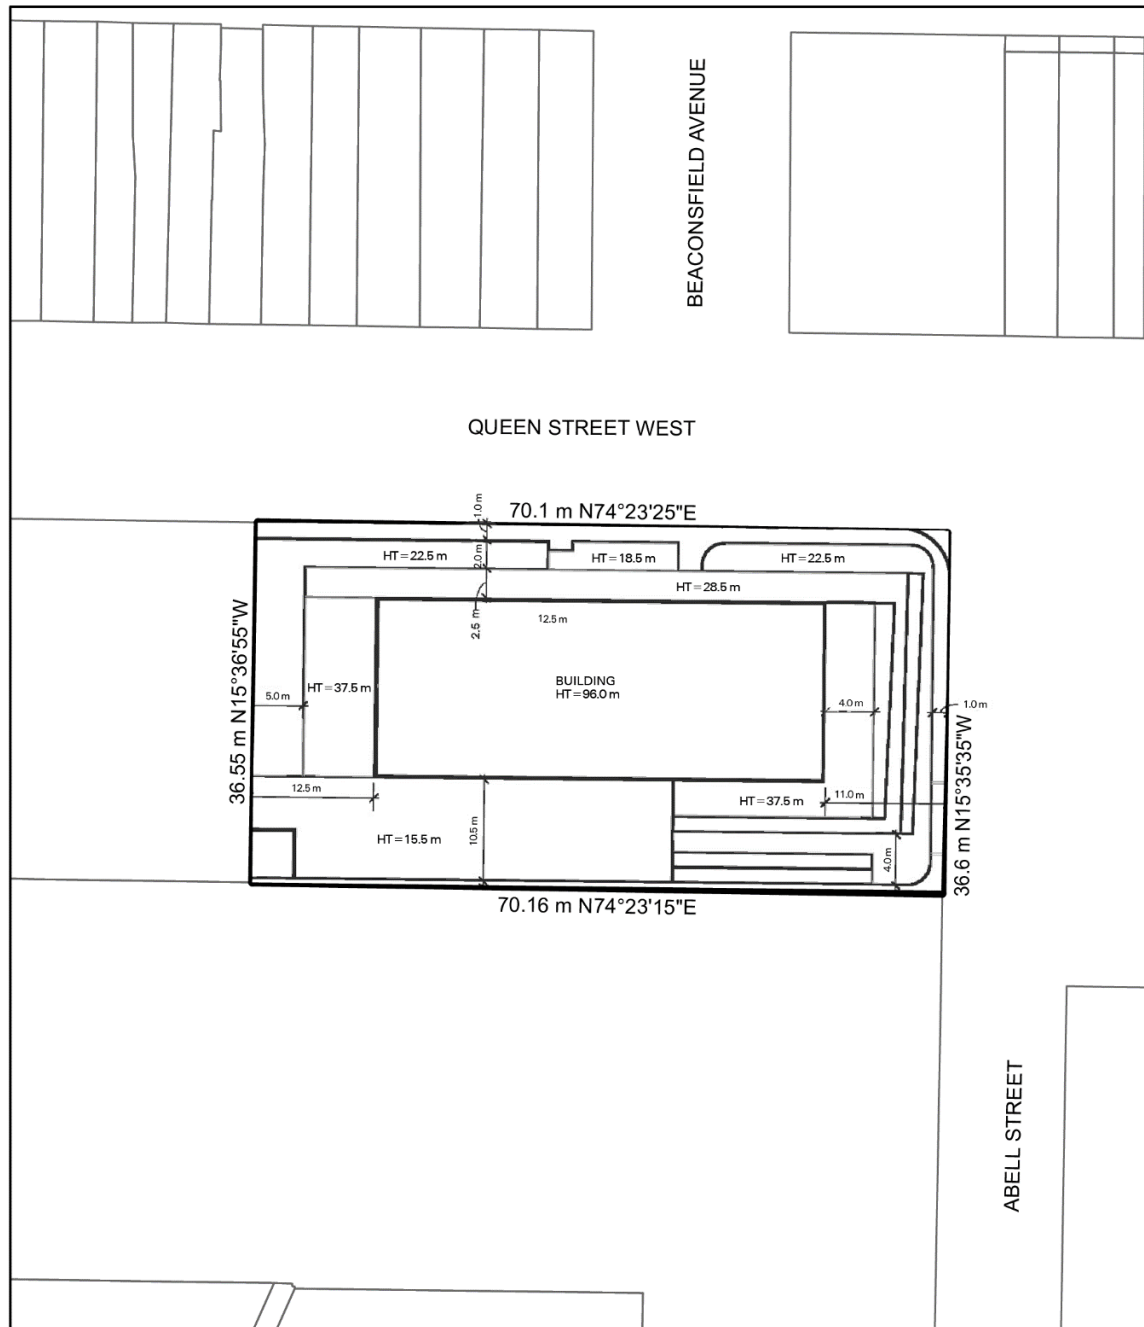 BEACONSFIELD AVENUE
QUEEN STREET WEST
1.0 m
70.1 m N74°23'25"E
HT=22.5 m
2.0 m
HT=18.5 m
HT=22.5 m
HT=28.5 m
2.5 m
12.5 m
36.55 m N15°36'55"W
BUILDING
HT=96.0 m
HT=37.5 m
5.0 m
4.0 m
1.0 m
12.5 m
HT=37.5 m
11.0 m
36.6 m N15°35'35"W
HT=15.5 m
10.5 m
4.0 m
70.16 m N74°23'15"E
ABELL STREET